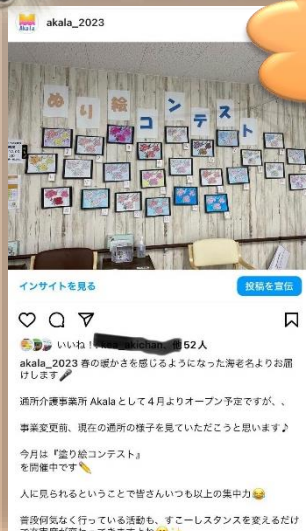 akala_2023
Akala
ぬり絵コンテスト
インサイトを見る
投稿を宣伝
いいね！
他52人
akala_2023 春の暖かさを感じるようになった海老名よりお届
けします🎤
通所介護事業所 Akalaとして４月よりオープン予定ですが、、
事業変更前、現在の通所の様子を見ていただこうと思います♪
今月は『塗り絵コンテスト』
を開催中です✏️
人に見られるということで皆さんいつも以上の集中力😂
普段何気なく行っている活動も、すこーしスタンスを変えるだけ